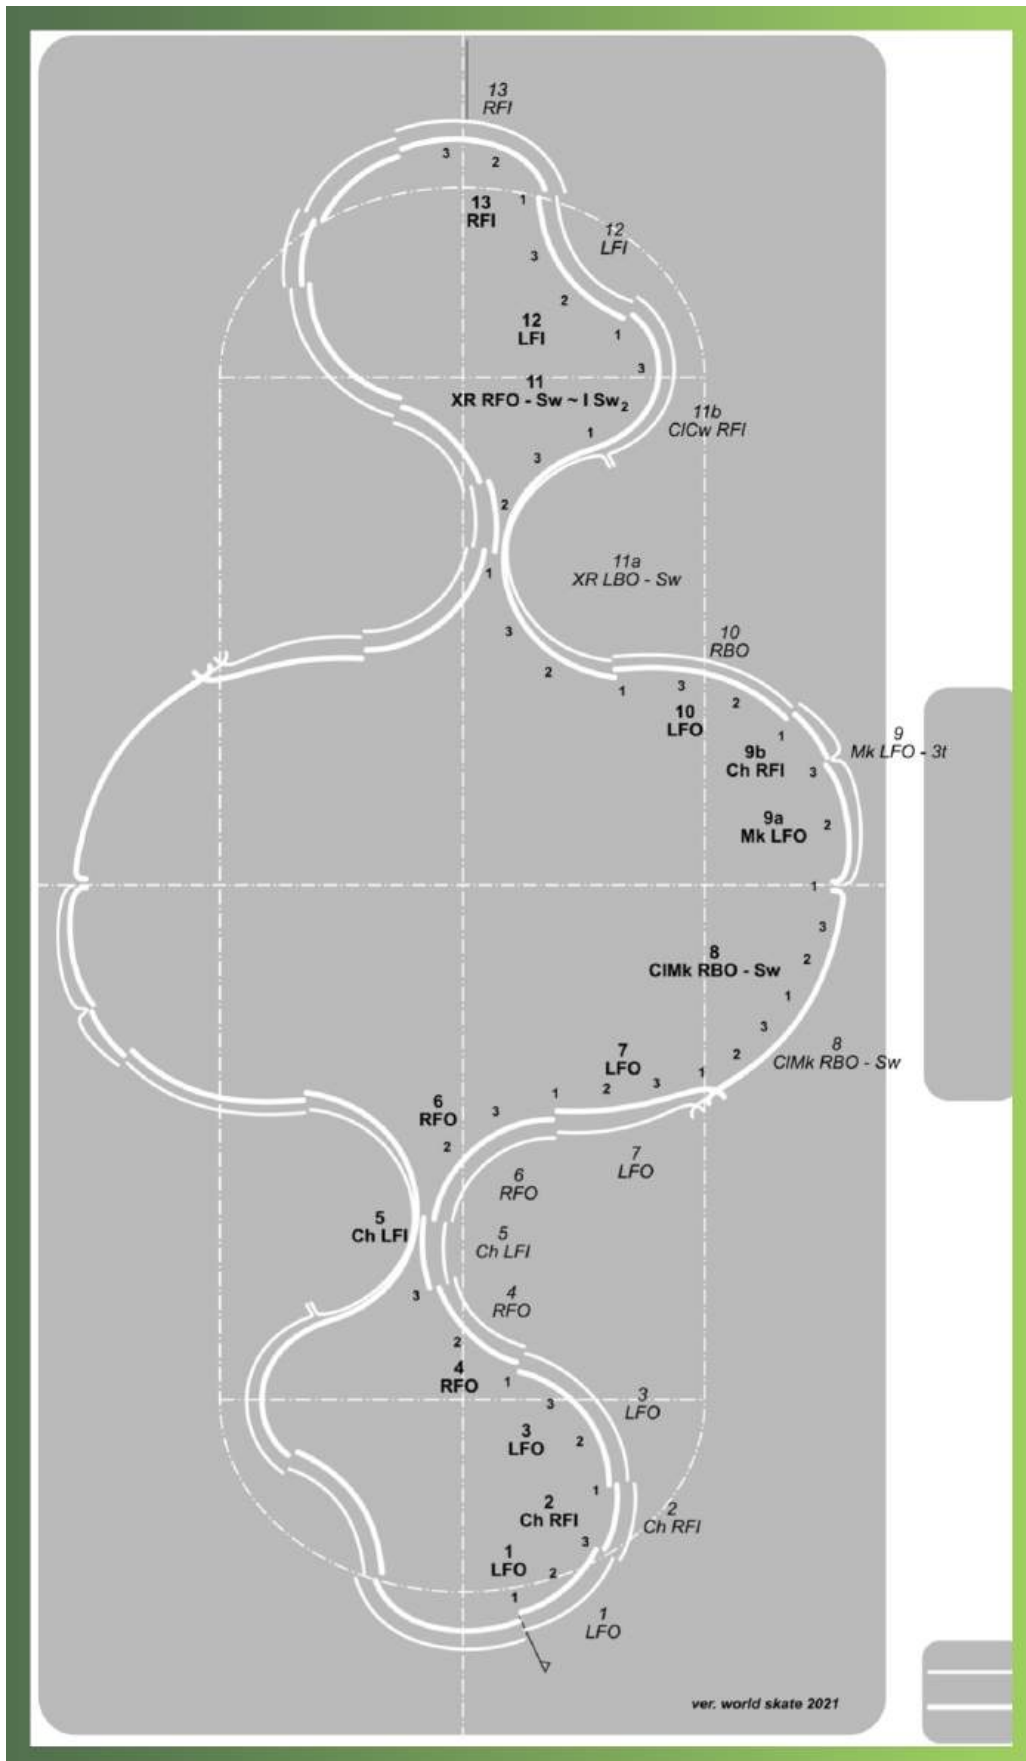 13
RFI
3
2
13
RFI
1
12
LFI
3
2
12
LFI
1
3
11
XR RFO - Sw ~ I Sw2
11b
ClCw RFI
1
3
2
11a
XR LBO - Sw
1
3
10
RBO
2
1
3
2
10
LFO
1
9
Mk LFO - 3t
9b
Ch RFI
3
9a
Mk LFO
2
1
3
8
ClMk RBO - Sw
2
1
3
8
ClMk RBO - Sw
2
7
LFO
1
3
2
1
6
RFO
3
2
7
LFO
6
RFO
5
Ch LFI
5
Ch LFI
3
4
RFO
2
4
RFO
1
3
LFO
3
3
LFO
2
1
2
Ch RFI
2
Ch RFI
3
1
LFO
2
1
1
LFO
ver. world skate 2021